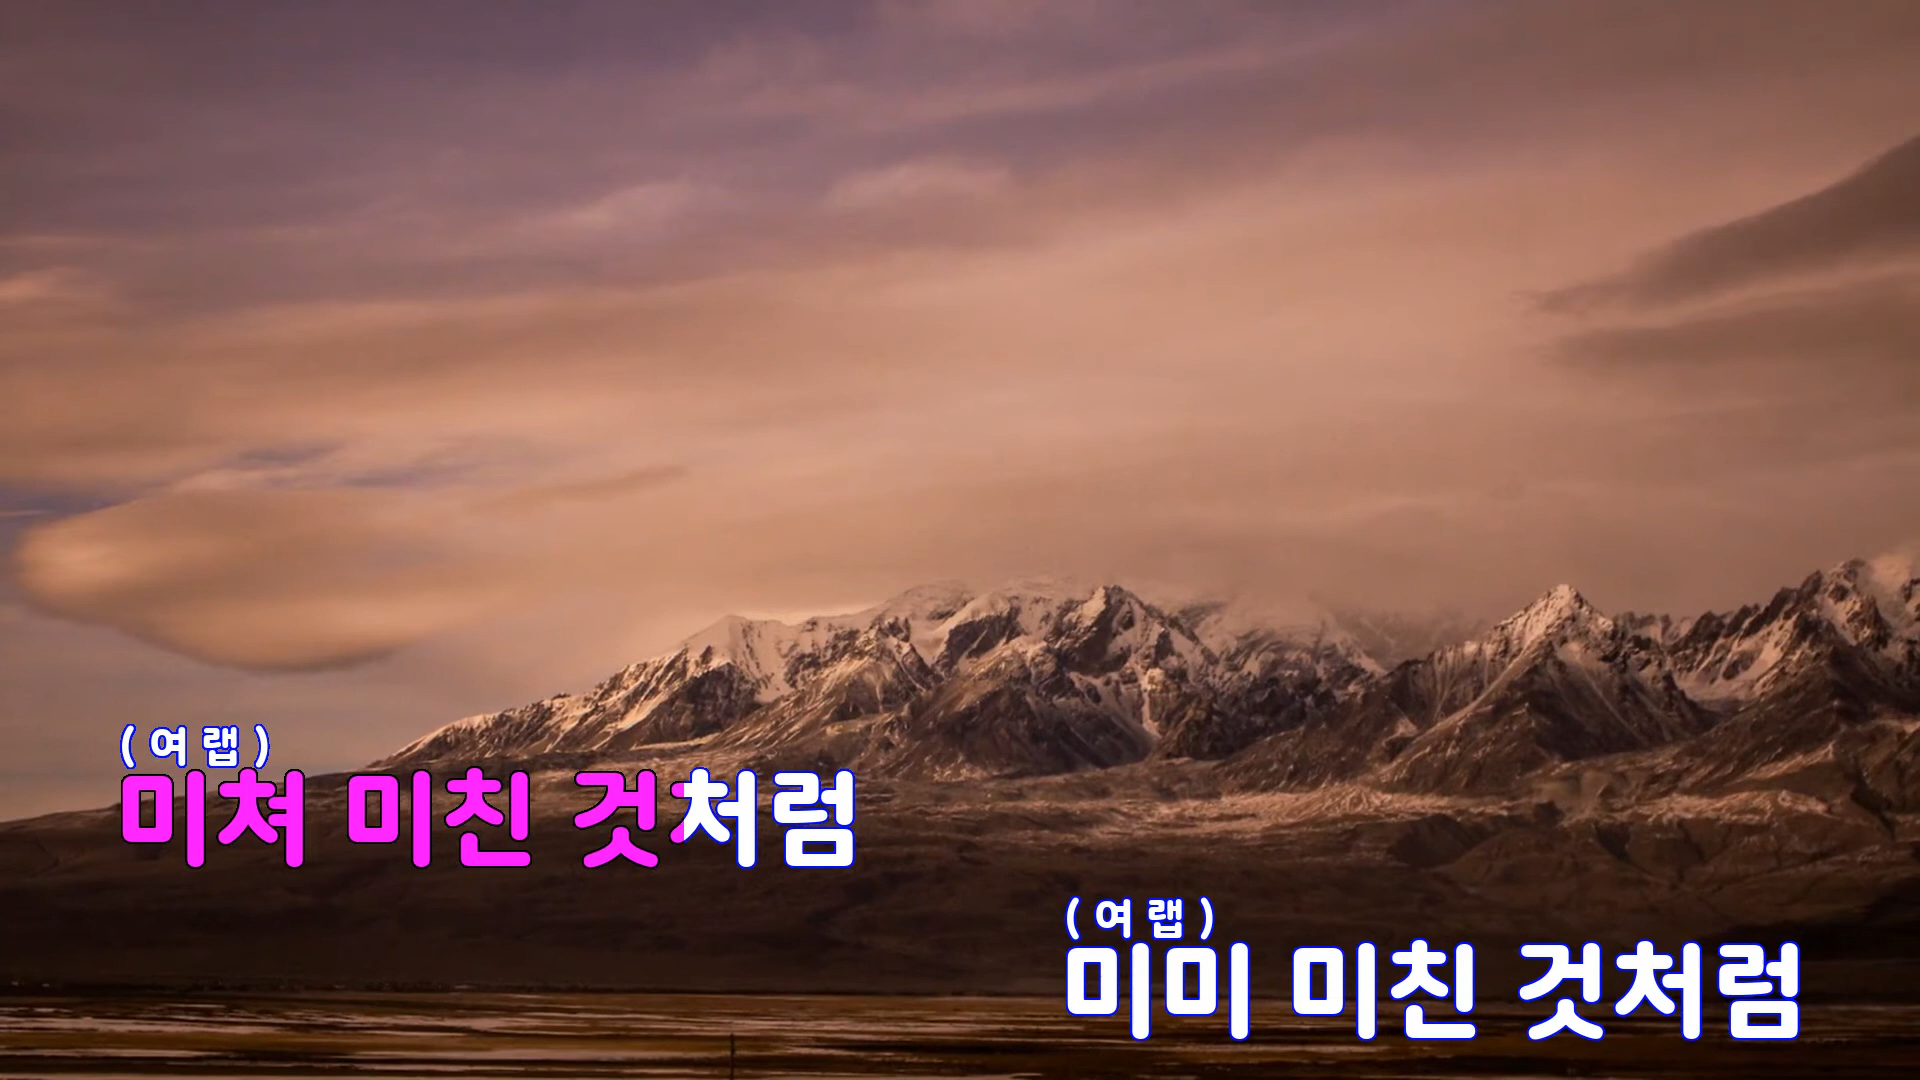 ( 여 랩 )
미쳐 미친 것처럼
( 여 랩 )
미미 미친 것처럼